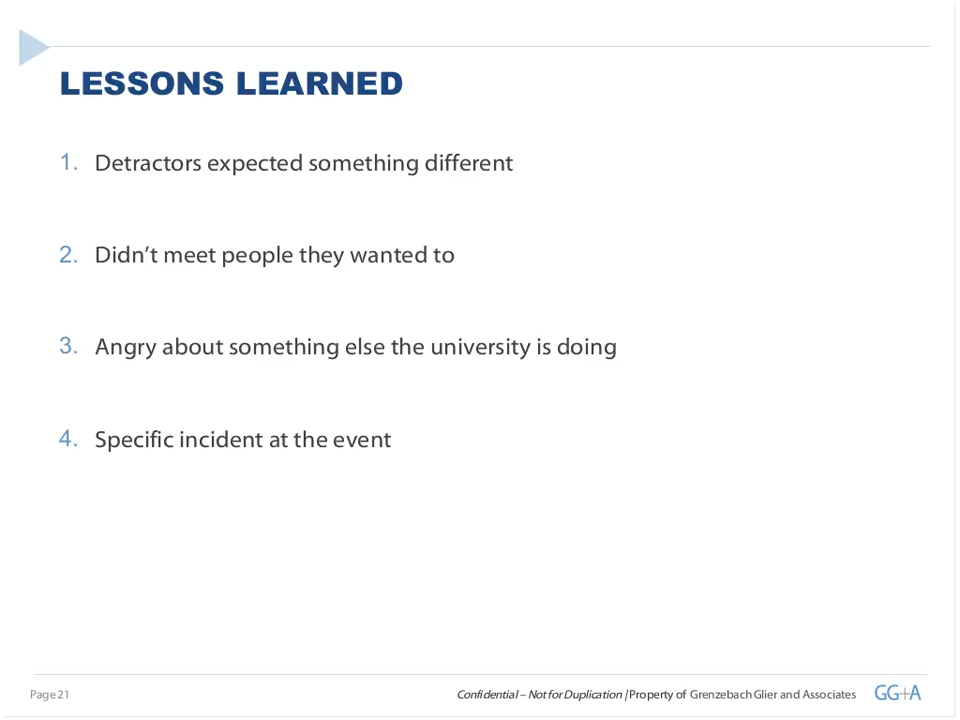 LESSONS LEARNED
1. Detractors expected something different
2. Didn’t meet people they wanted to
3. Angry about something else the university is doing
4. Specific incident at the event
Page 21
Confidential – Not for Duplication | Property of Grenzebach Glier and Associates
GG+A